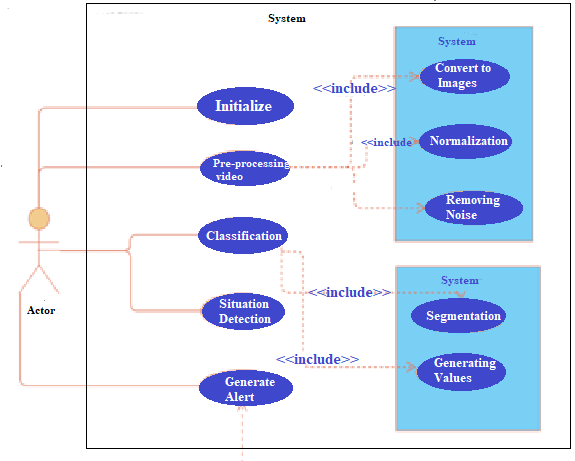 System
System
Convert to
Images
<<include>>
Initialize
<<include
Normalization
Pre-processing
video
Removing
Noise
Classification
System
<<include>>
Situation
Detection
Segmentation
Actor
<<include>>
Generating
Values
Generate
Alert